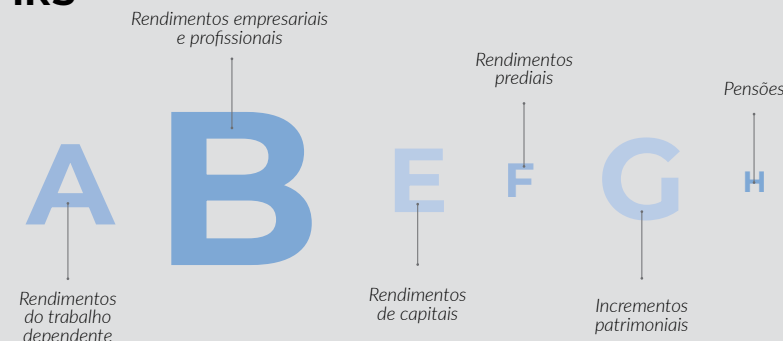 IRS
Rendimentos empresariais
e profissionais
Rendimentos
prediais
Pensões
A
B
E
F
G
H
Rendimentos
do trabalho
dependente
Rendimentos
de capitais
Incrementos
patrimoniais